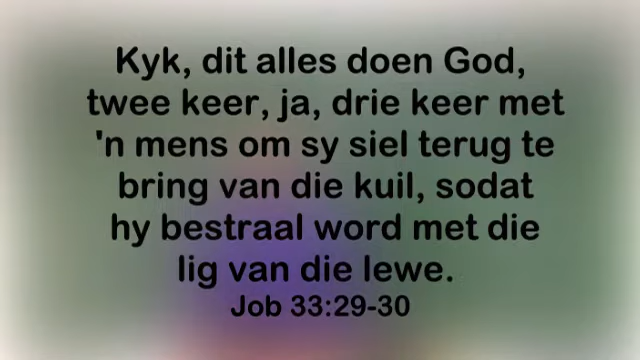 Kyk, dit alles doen God,
twee keer, ja, drie keer met
'n mens om sy siel terug te
bring van die kuil, sodat
hy bestraal word met die
lig van die lewe.
Job 33:29-30